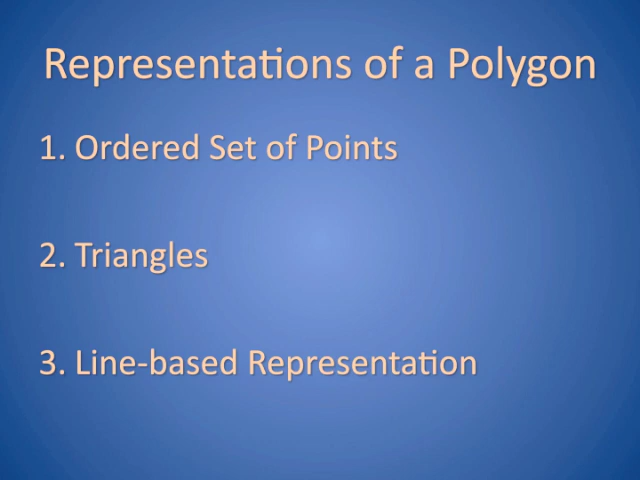 Representations of a Polygon
1. Ordered Set of Points
2. Triangles
3. Line-based Representation